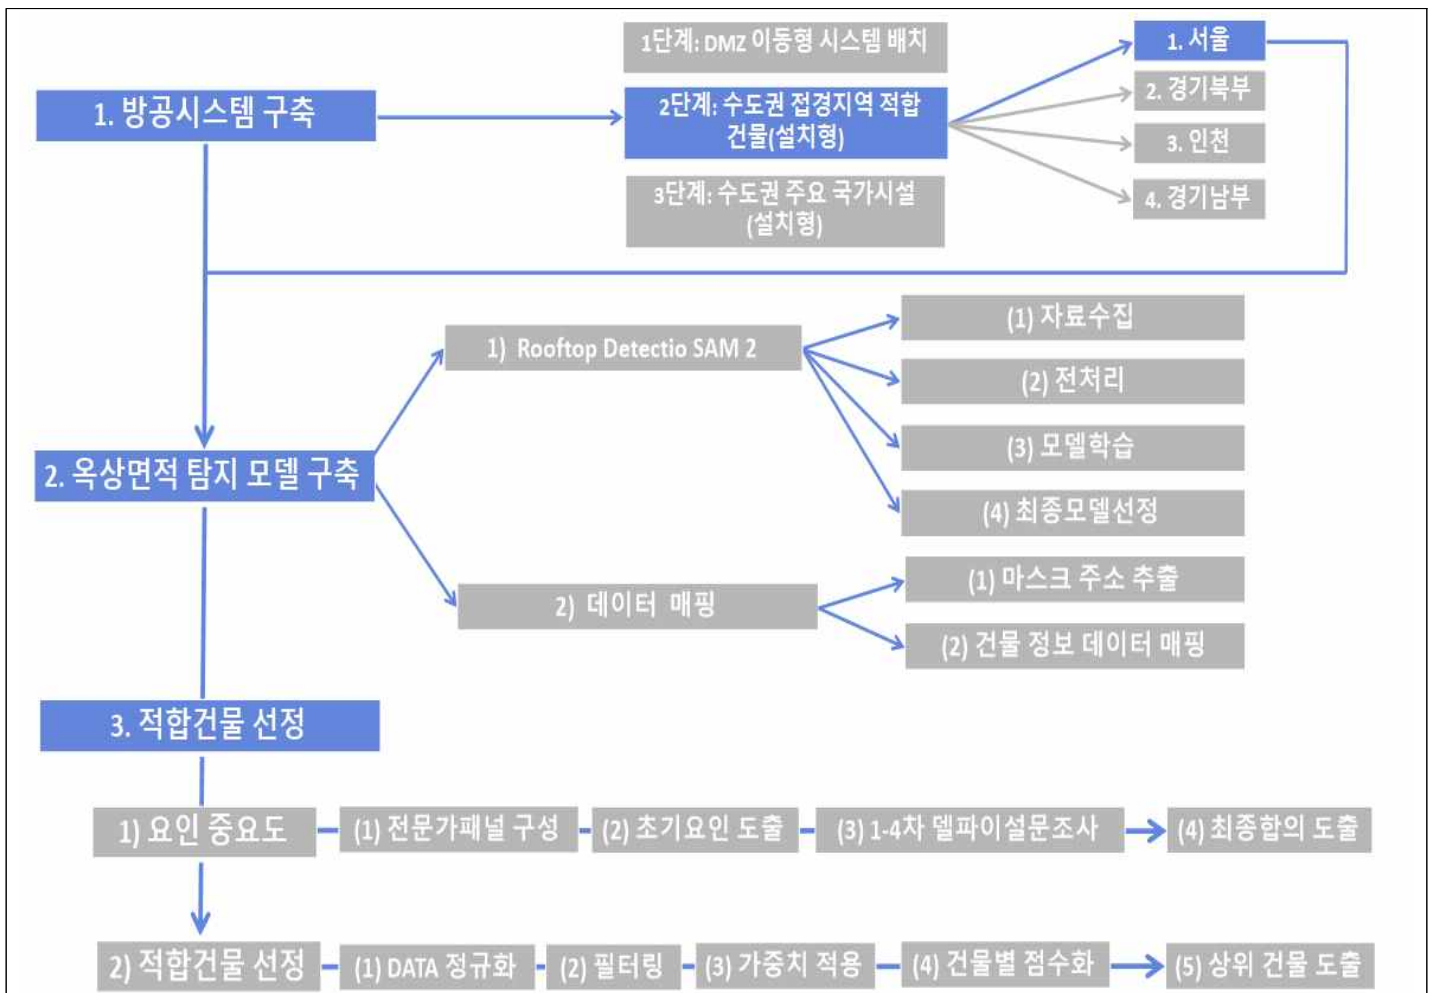 1. 방공시스템 구축
1단계: DMZ 이동형 시스템 배치
2단계: 수도권 접경지역 적합
건물(설치형)
3단계: 수도권 주요 국가시설
(설치형)
1. 서울
2. 경기북부
3. 인천
4. 경기남부
2. 옥상면적 탐지 모델 구축
1) Rooftop Detectio SAM 2
(1) 자료수집
(2) 전처리
(3) 모델학습
(4) 최종모델선정
2) 데이터 매핑
(1) 마스크 주소 추출
(2) 건물 정보 데이터 매핑
3. 적합건물 선정
1) 요인 중요도
(1) 전문가패널 구성
(2) 초기요인 도출
(3) 1-4차 델파이설문조사
(4) 최종합의 도출
2) 적합건물 선정
(1) DATA 정규화
(2) 필터링
(3) 가중치 적용
(4) 건물별 점수화
(5) 상위 건물 도출